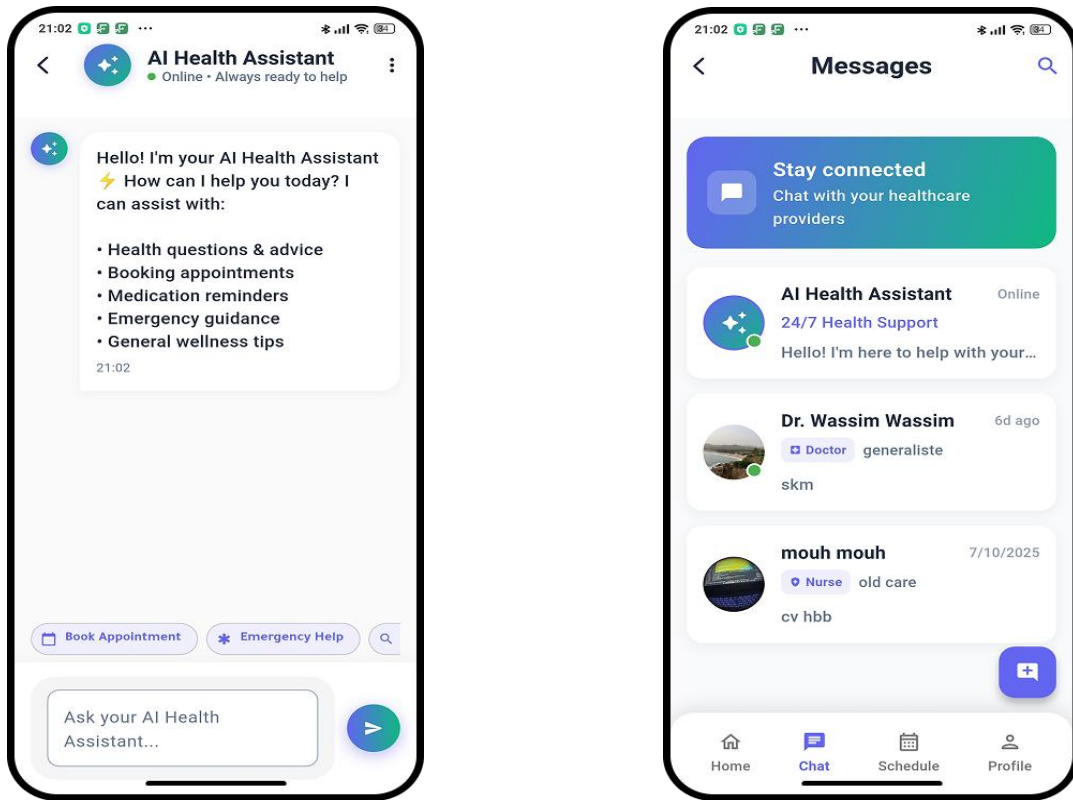 21:02
84
AI Health Assistant
Online • Always ready to help
Hello! I'm your AI Health Assistant
⚡ How can I help you today? I
can assist with:
• Health questions & advice
• Booking appointments
• Medication reminders
• Emergency guidance
• General wellness tips
21:02
Book Appointment
Emergency Help
Ask your AI Health
Assistant...
21:02
84
Messages
Stay connected
Chat with your healthcare
providers
AI Health Assistant Online
24/7 Health Support
Hello! I'm here to help with your...
Dr. Wassim Wassim 6d ago
Doctor generaliste
skm
mouh mouh 7/10/2025
Nurse old care
cv hbb
Home Chat Schedule Profile